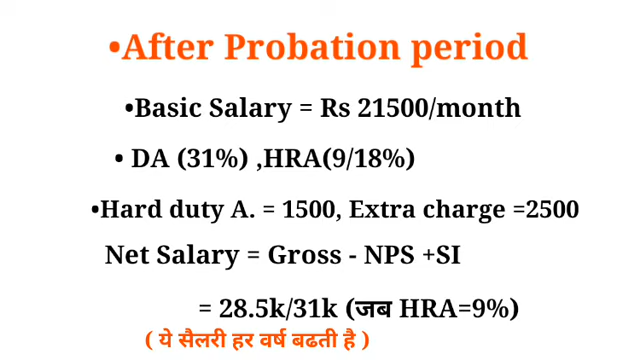 •After Probation period
•Basic Salary = Rs 21500/month
• DA (31%) ,HRA(9/18%)
•Hard duty A. = 1500, Extra charge =2500
Net Salary = Gross - NPS +SI
= 28.5k/31k (जब HRA=9%)
( ये सैलरी हर वर्ष बढती है )